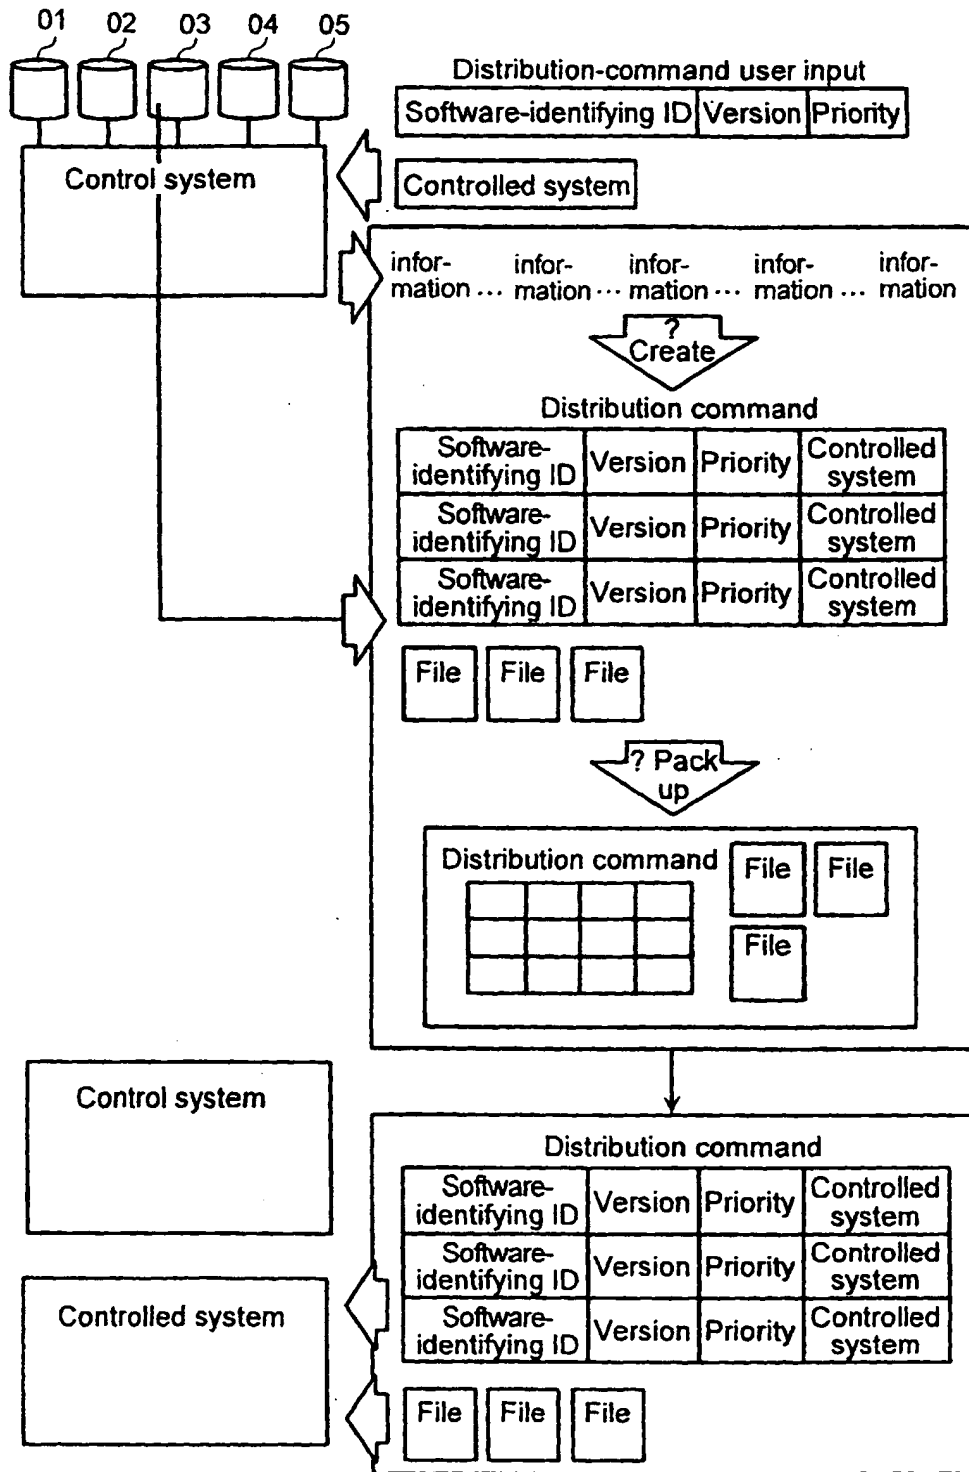 01 02 03 04 05
Distribution-command user input
Software-identifying ID Version Priority
Control system
Controlled system
infor-
mation ... infor-
mation ... infor-
mation ... infor-
mation ... infor-
mation
?
Create
Distribution command
Software-
identifying ID Version Priority Controlled
system
Software-
identifying ID Version Priority Controlled
system
Software-
identifying ID Version Priority Controlled
system
File File File
? Pack
up
Distribution command
File File
File
Control system
Distribution command
Software-
identifying ID Version Priority Controlled
system
Software-
identifying ID Version Priority Controlled
system
Software-
identifying ID Version Priority Controlled
system
Controlled system
File File File